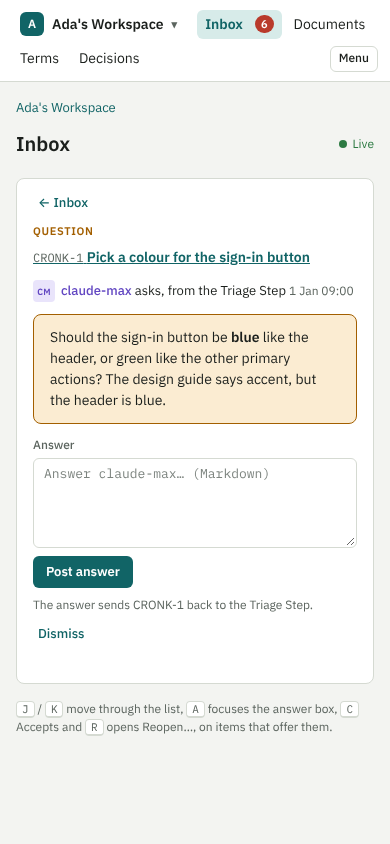 A Ada's Workspace ▾ Inbox 6 Documents
Terms Decisions Menu
Ada's Workspace
Inbox
Live
← Inbox
QUESTION
CRONK-1 Pick a colour for the sign-in button
CM claude-max asks, from the Triage Step 1 Jan 09:00
Should the sign-in button be blue like the
header, or green like the other primary
actions? The design guide says accent, but
the header is blue.
Answer
Answer claude-max… (Markdown)
Post answer
The answer sends CRONK-1 back to the Triage Step.
Dismiss
J / K move through the list, A focuses the answer box, C
Accepts and R opens Reopen…, on items that offer them.